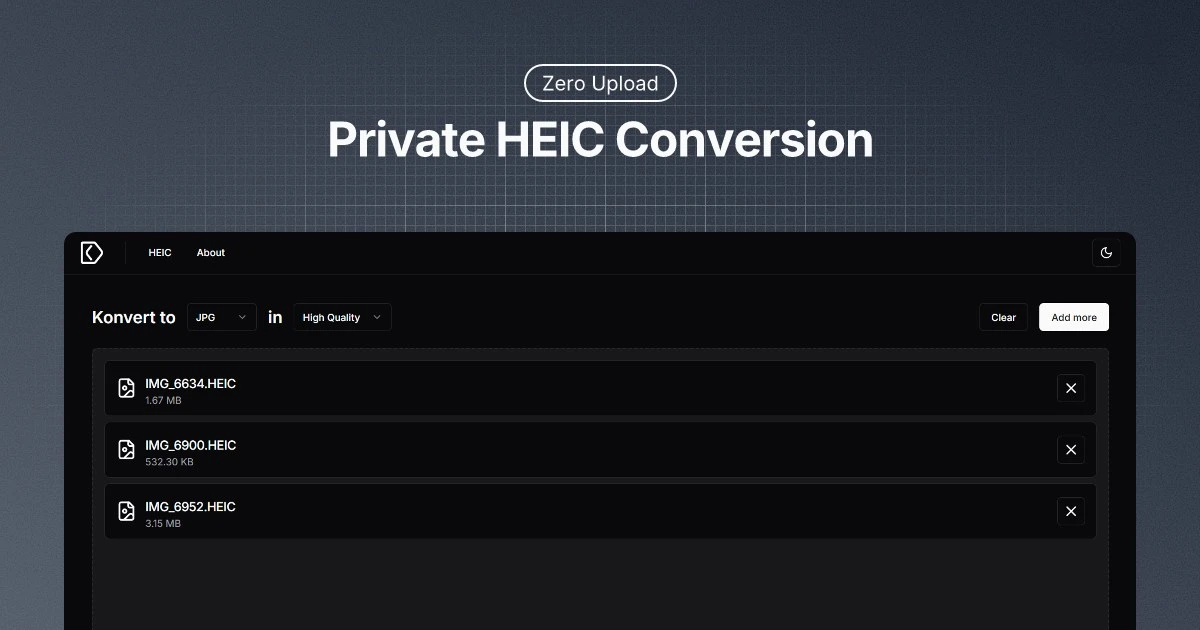 Zero Upload
Private HEIC Conversion
HEIC About
Konvert to JPG in High Quality Clear Add more
IMG_6634.HEIC
1.67 MB
IMG_6900.HEIC
532.30 KB
IMG_6952.HEIC
3.15 MB